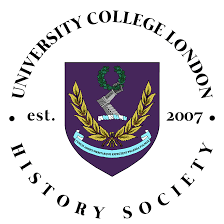 UNIVERSITY COLLEGE LONDON
• est. 2007 •
HISTORY SOCIETY